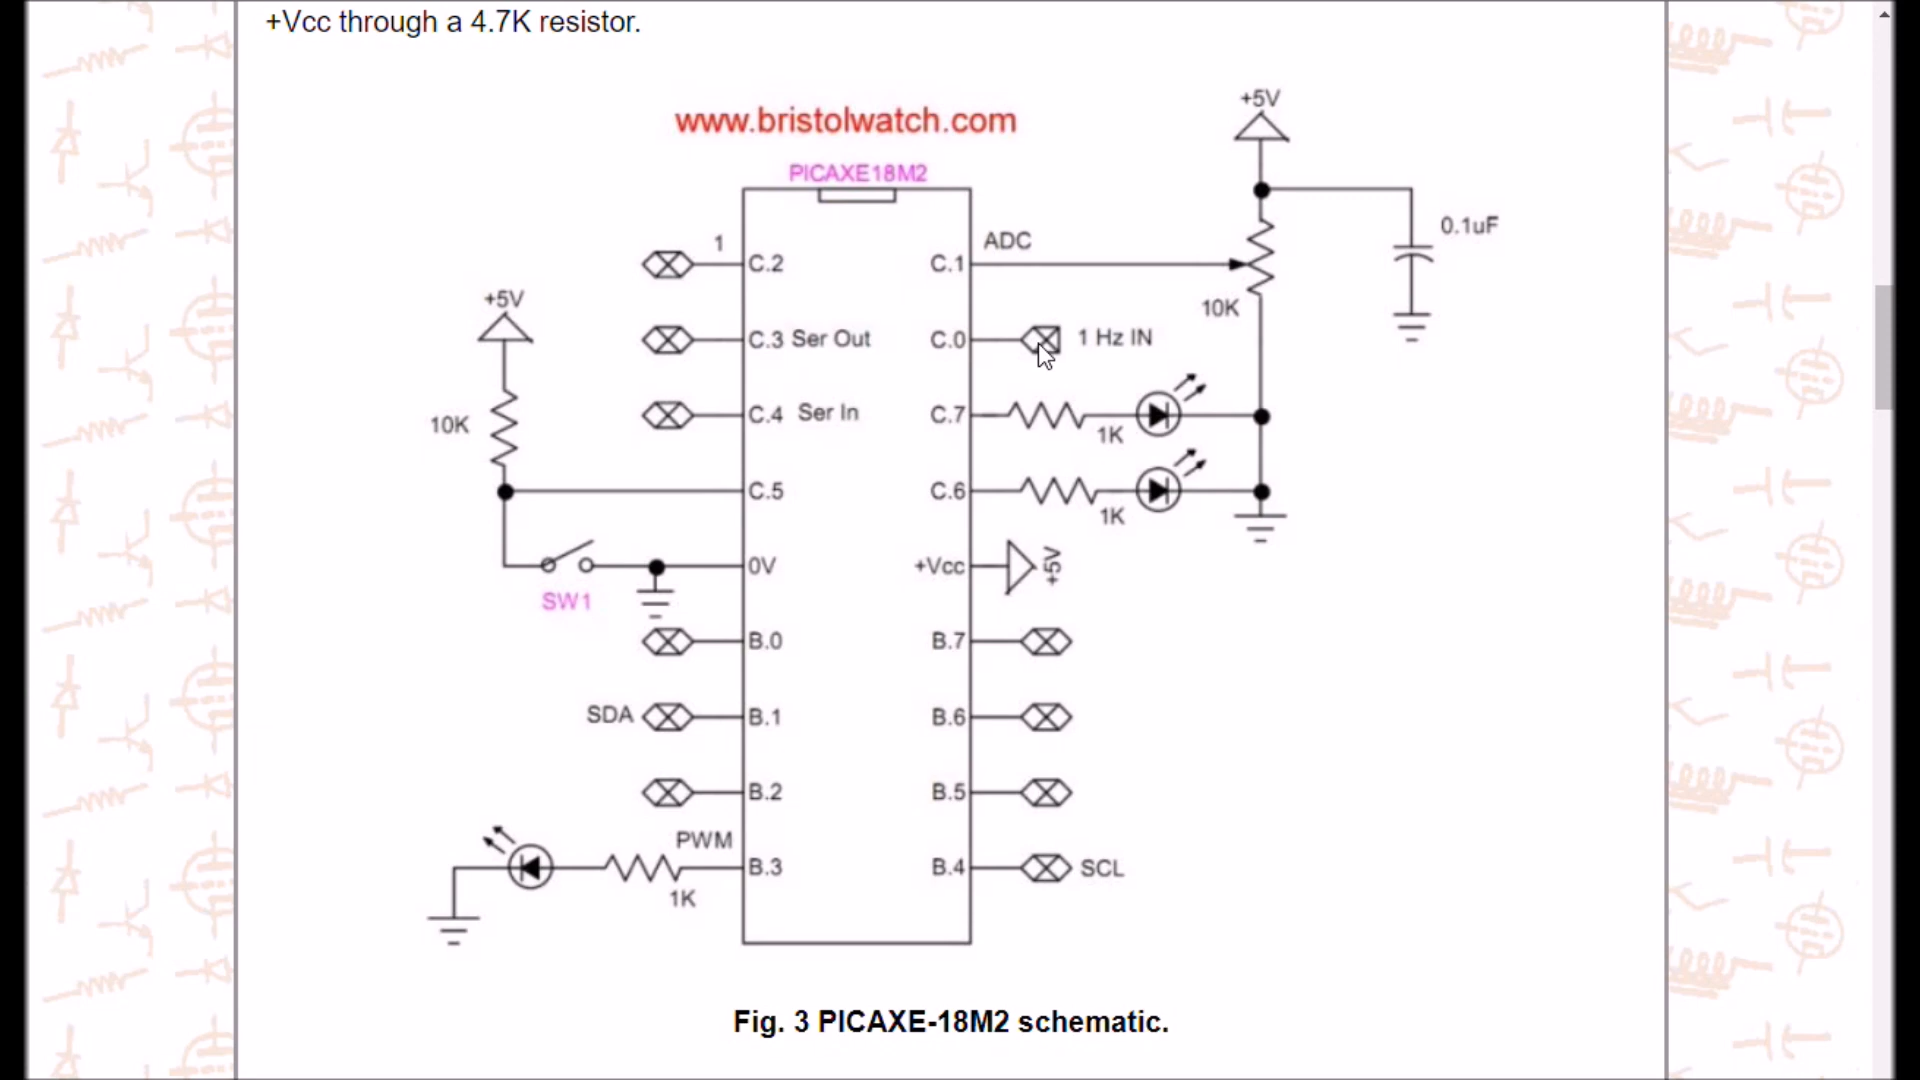 +Vcc through a 4.7K resistor.
www.bristolwatch.com
PICAXE18M2
+5V
0.1uF
10K
1
C.2
C.1
ADC
+5V
10K
C.3 Ser Out
C.0
1 Hz IN
C.4 Ser In
C.7
1K
C.5
C.6
1K
SW1
0V
+Vcc
+5V
B.0
B.7
SDA
B.1
B.6
B.2
B.5
PWM
B.3
1K
B.4
SCL
Fig. 3 PICAXE-18M2 schematic.